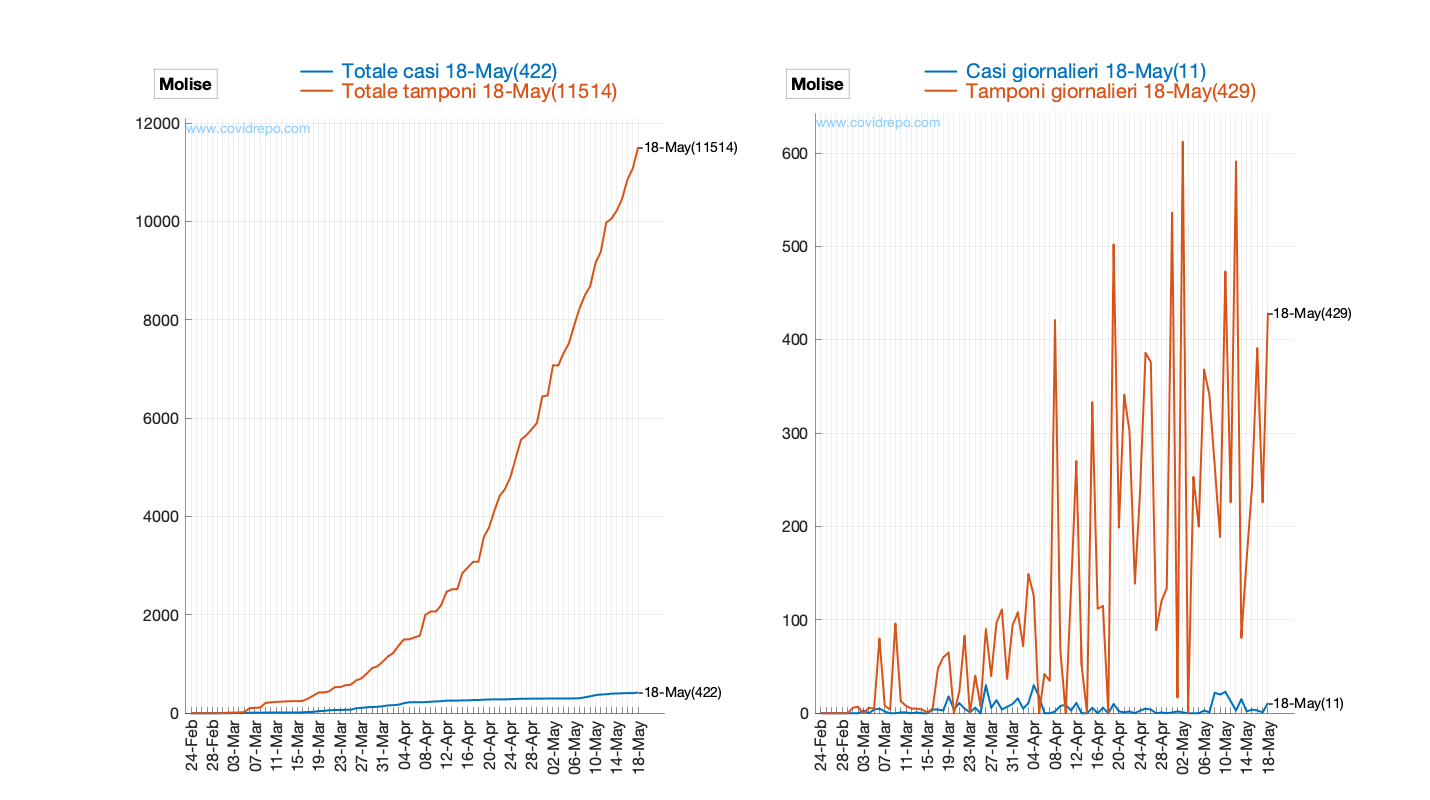 Molise
Totale casi 18-May(422)
Totale tamponi 18-May(11514)
www.covidrepo.com
12000
10000
8000
6000
4000
2000
0
18-May(11514)
18-May(422)
24-Feb
28-Feb
03-Mar
07-Mar
11-Mar
15-Mar
19-Mar
23-Mar
27-Mar
31-Mar
04-Apr
08-Apr
12-Apr
16-Apr
20-Apr
24-Apr
28-Apr
02-May
06-May
10-May
14-May
18-May
Molise
Casi giornalieri 18-May(11)
Tamponi giornalieri 18-May(429)
www.covidrepo.com
600
500
400
300
200
100
0
18-May(429)
18-May(11)
24-Feb
28-Feb
03-Mar
07-Mar
11-Mar
15-Mar
19-Mar
23-Mar
27-Mar
31-Mar
04-Apr
08-Apr
12-Apr
16-Apr
20-Apr
24-Apr
28-Apr
02-May
06-May
10-May
14-May
18-May